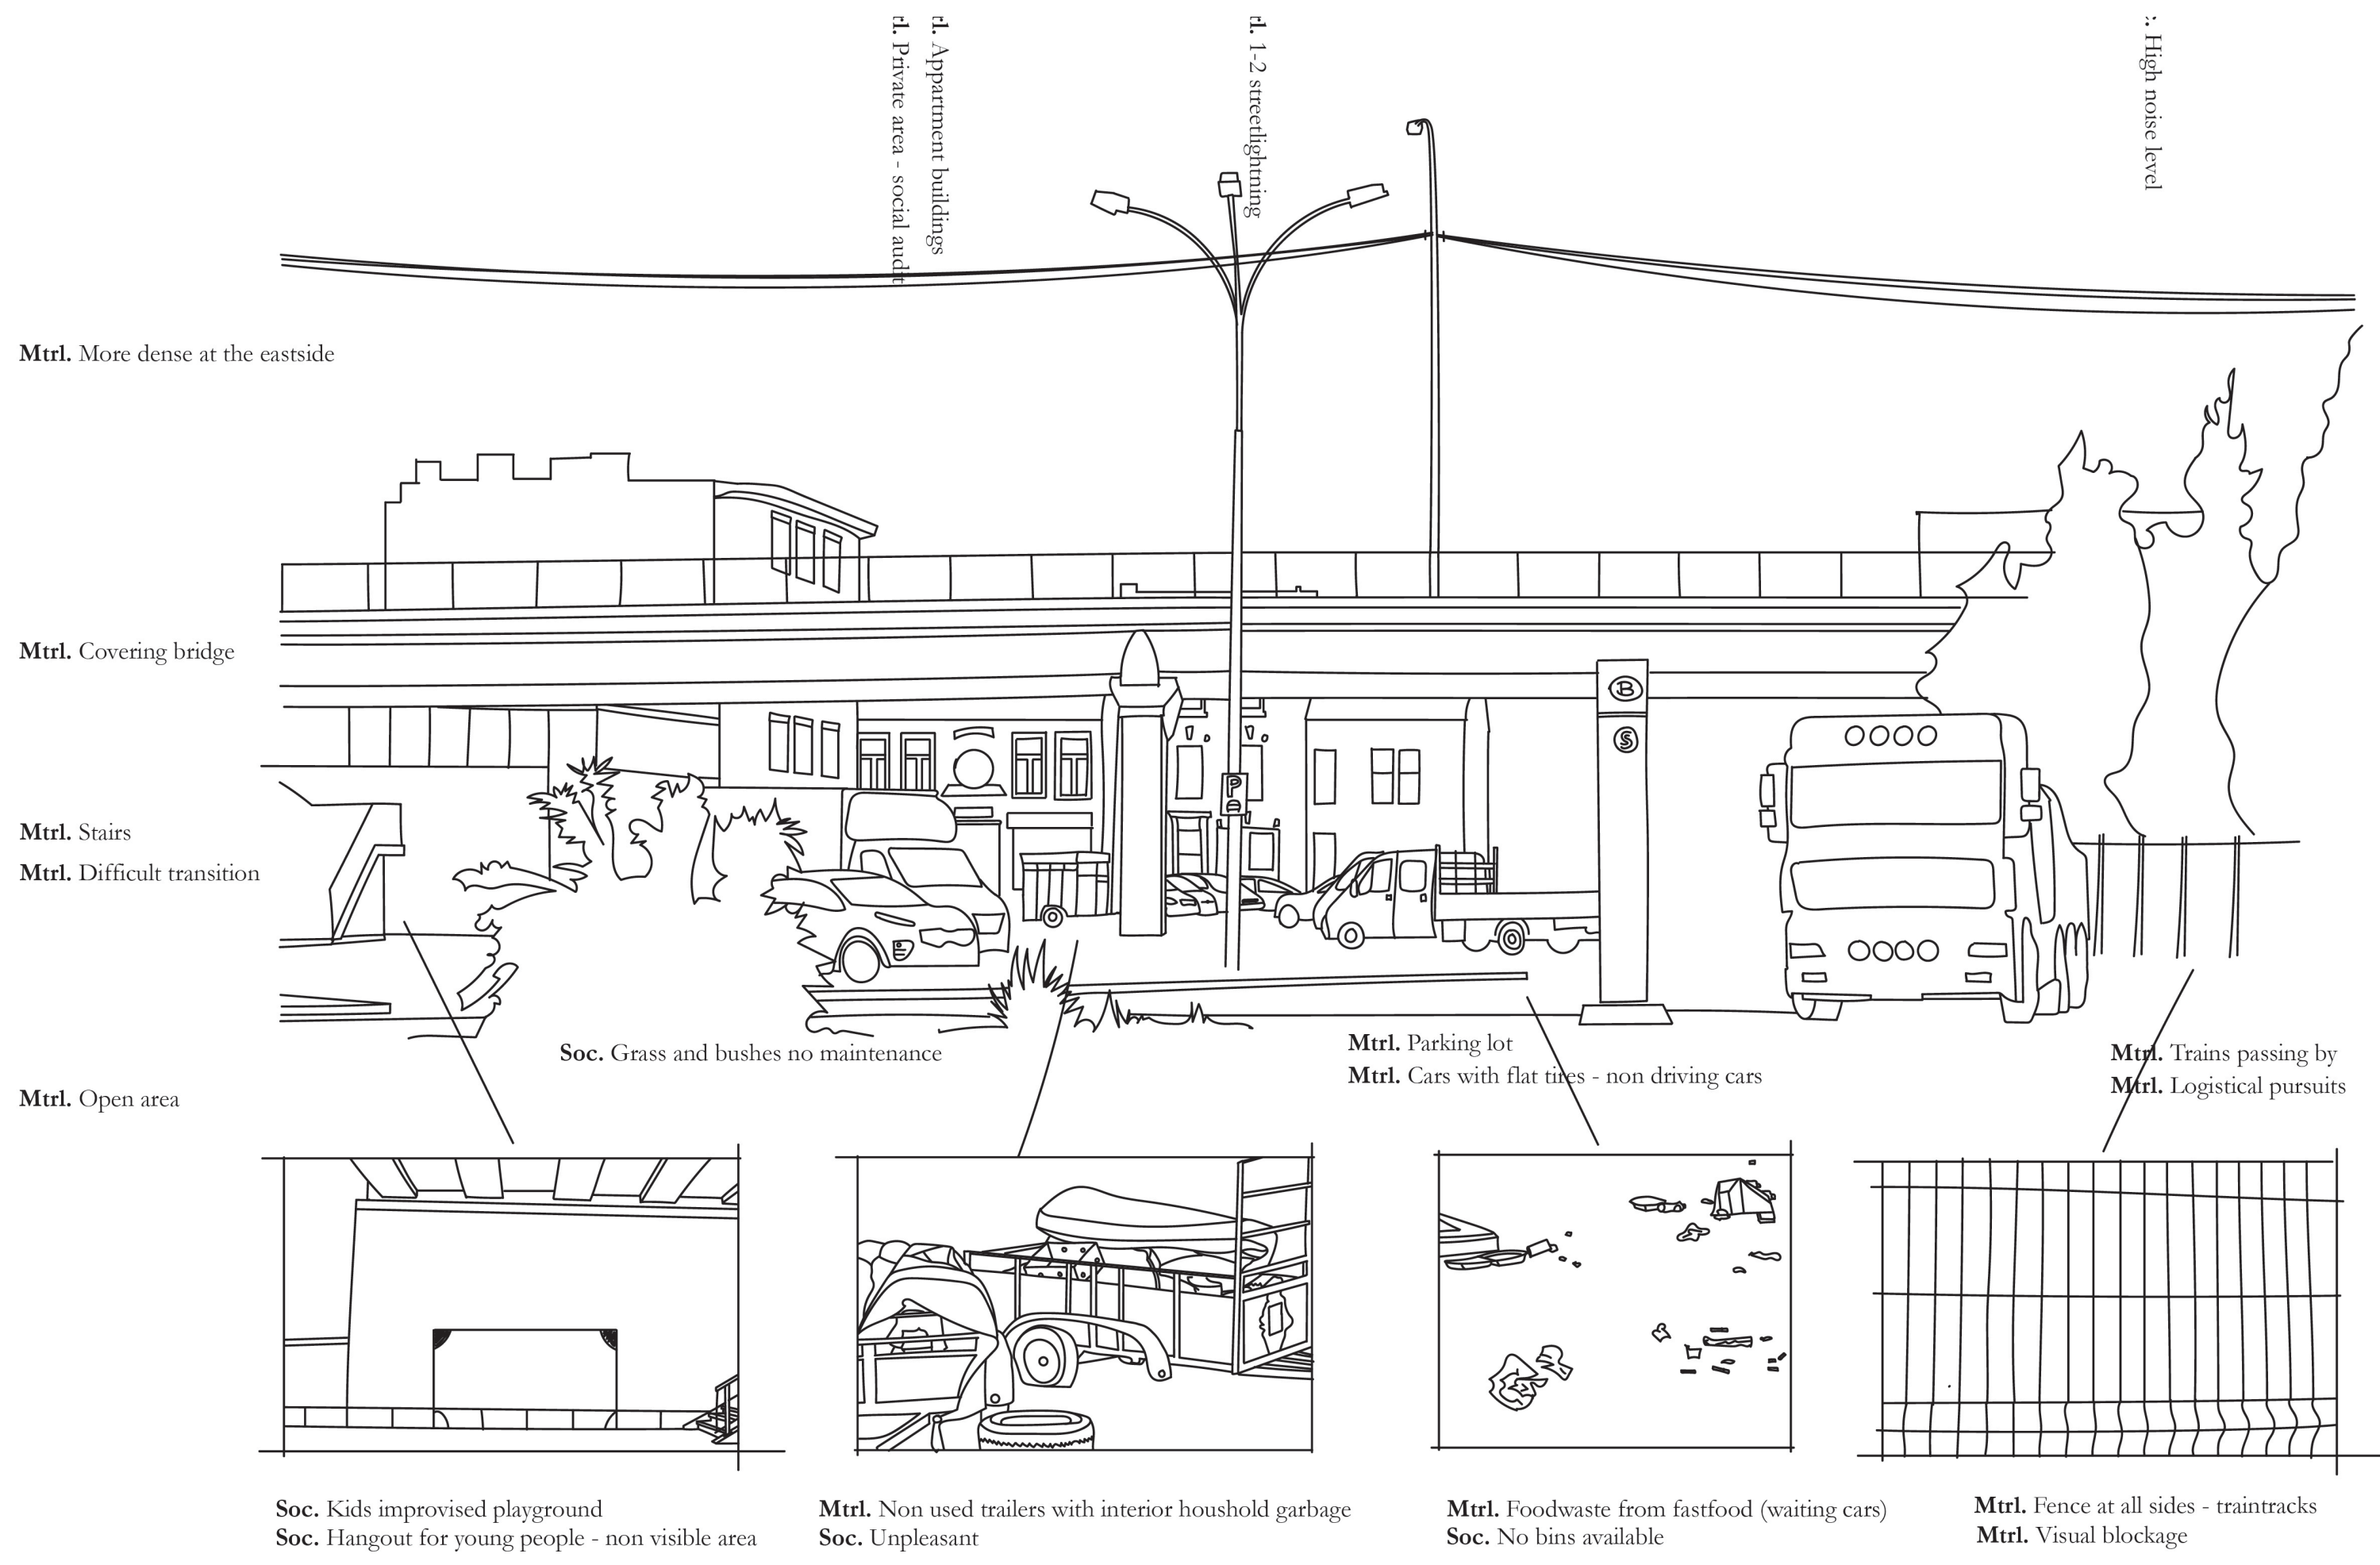 l. Private area - social audit
l. Appartment buildings
l. 1-2 streetlightning
:. High noise level
Mtrl. More dense at the eastside
Mtrl. Covering bridge
B
S
P
Mtrl. Stairs
Mtrl. Difficult transition
Soc. Grass and bushes no maintenance
Mtrl. Parking lot
Mtrl. Cars with flat tires - non driving cars
Mtrl. Trains passing by
Mtrl. Logistical pursuits
Mtrl. Open area
Soc. Kids improvised playground
Soc. Hangout for young people - non visible area
Mtrl. Non used trailers with interior houshold garbage
Soc. Unpleasant
Mtrl. Foodwaste from fastfood (waiting cars)
Soc. No bins available
Mtrl. Fence at all sides - traintracks
Mtrl. Visual blockage